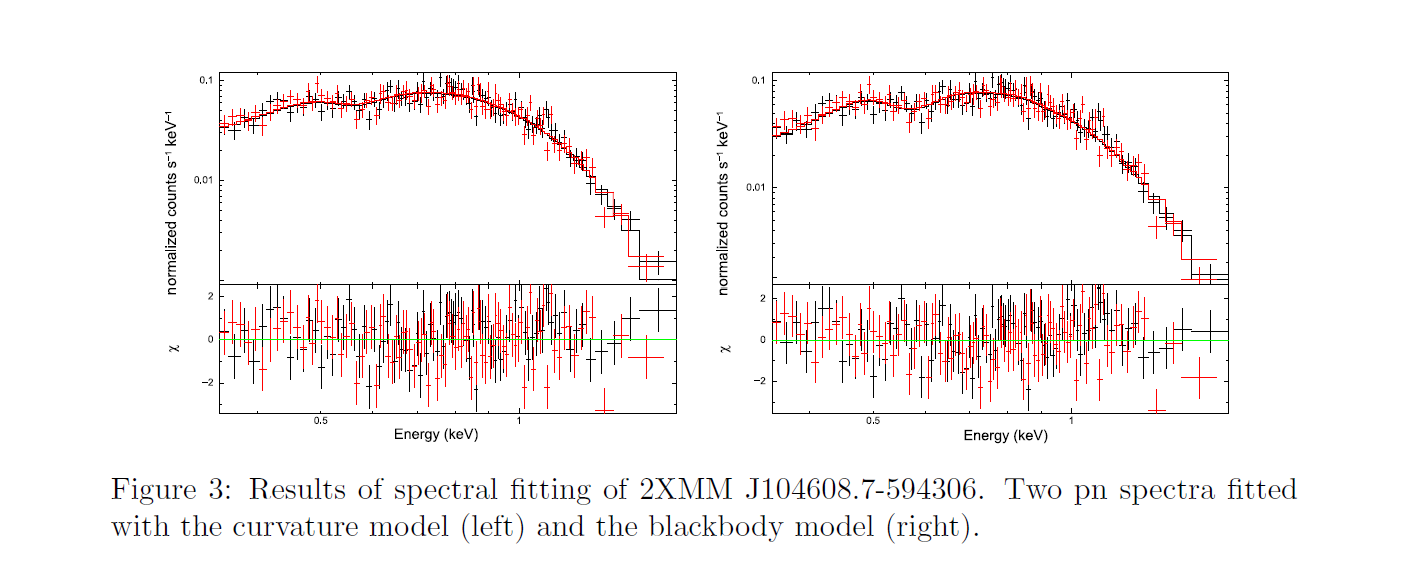 0.1
0.01
normalized counts s⁻¹ keV⁻¹
2
0
−2
χ
0.5
1
Energy (keV)
0.1
0.01
normalized counts s⁻¹ keV⁻¹
2
0
−2
χ
0.5
1
Energy (keV)
Figure 3: Results of spectral fitting of 2XMM J104608.7-594306. Two pn spectra fitted
with the curvature model (left) and the blackbody model (right).